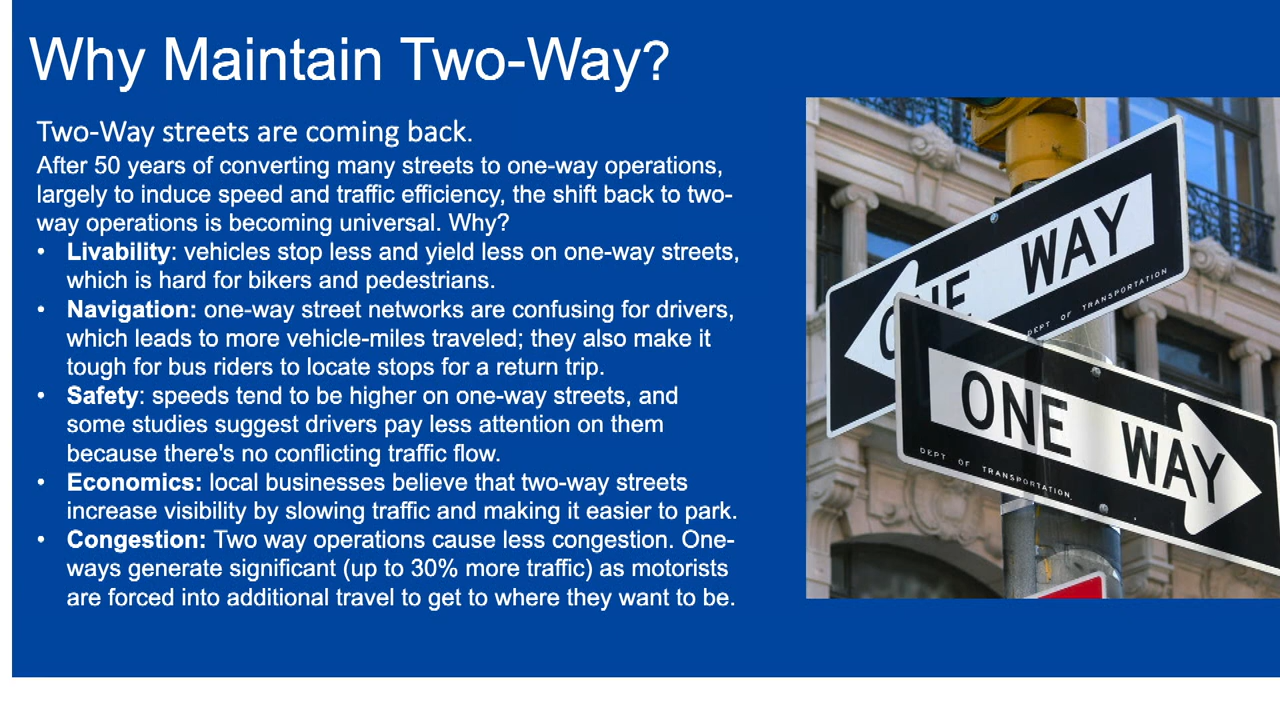 Why Maintain Two-Way?
Two-Way streets are coming back.
After 50 years of converting many streets to one-way operations,
largely to induce speed and traffic efficiency, the shift back to two-
way operations is becoming universal. Why?
• Livability: vehicles stop less and yield less on one-way streets,
which is hard for bikers and pedestrians.
• Navigation: one-way street networks are confusing for drivers,
which leads to more vehicle-miles traveled; they also make it
tough for bus riders to locate stops for a return trip.
• Safety: speeds tend to be higher on one-way streets, and
some studies suggest drivers pay less attention on them
because there's no conflicting traffic flow.
• Economics: local businesses believe that two-way streets
increase visibility by slowing traffic and making it easier to park.
• Congestion: Two way operations cause less congestion. One-
ways generate significant (up to 30% more traffic) as motorists
are forced into additional travel to get to where they want to be.
ONE WAY
DEPT OF TRANSPORTATION
ONE WAY
DEPT OF TRANSPORTATION